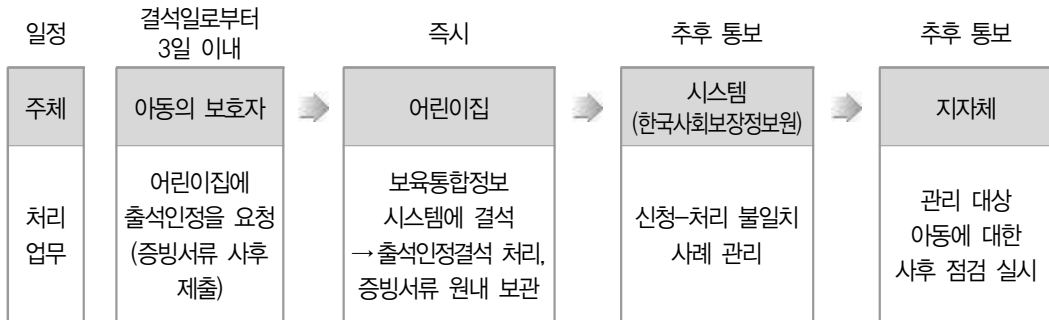 일정
결석일로부터
3일 이내
즉시
추후 통보
추후 통보
주체
아동의 보호자
어린이집
시스템
(한국사회보장정보원)
지자체
처리
업무
어린이집에
출석인정을 요청
(증빙서류 사후
제출)
보육통합정보
시스템에 결석
→출석인정결석 처리,
증빙서류 원내 보관
신청-처리 불일치
사례 관리
관리 대상
아동에 대한
사후 점검 실시